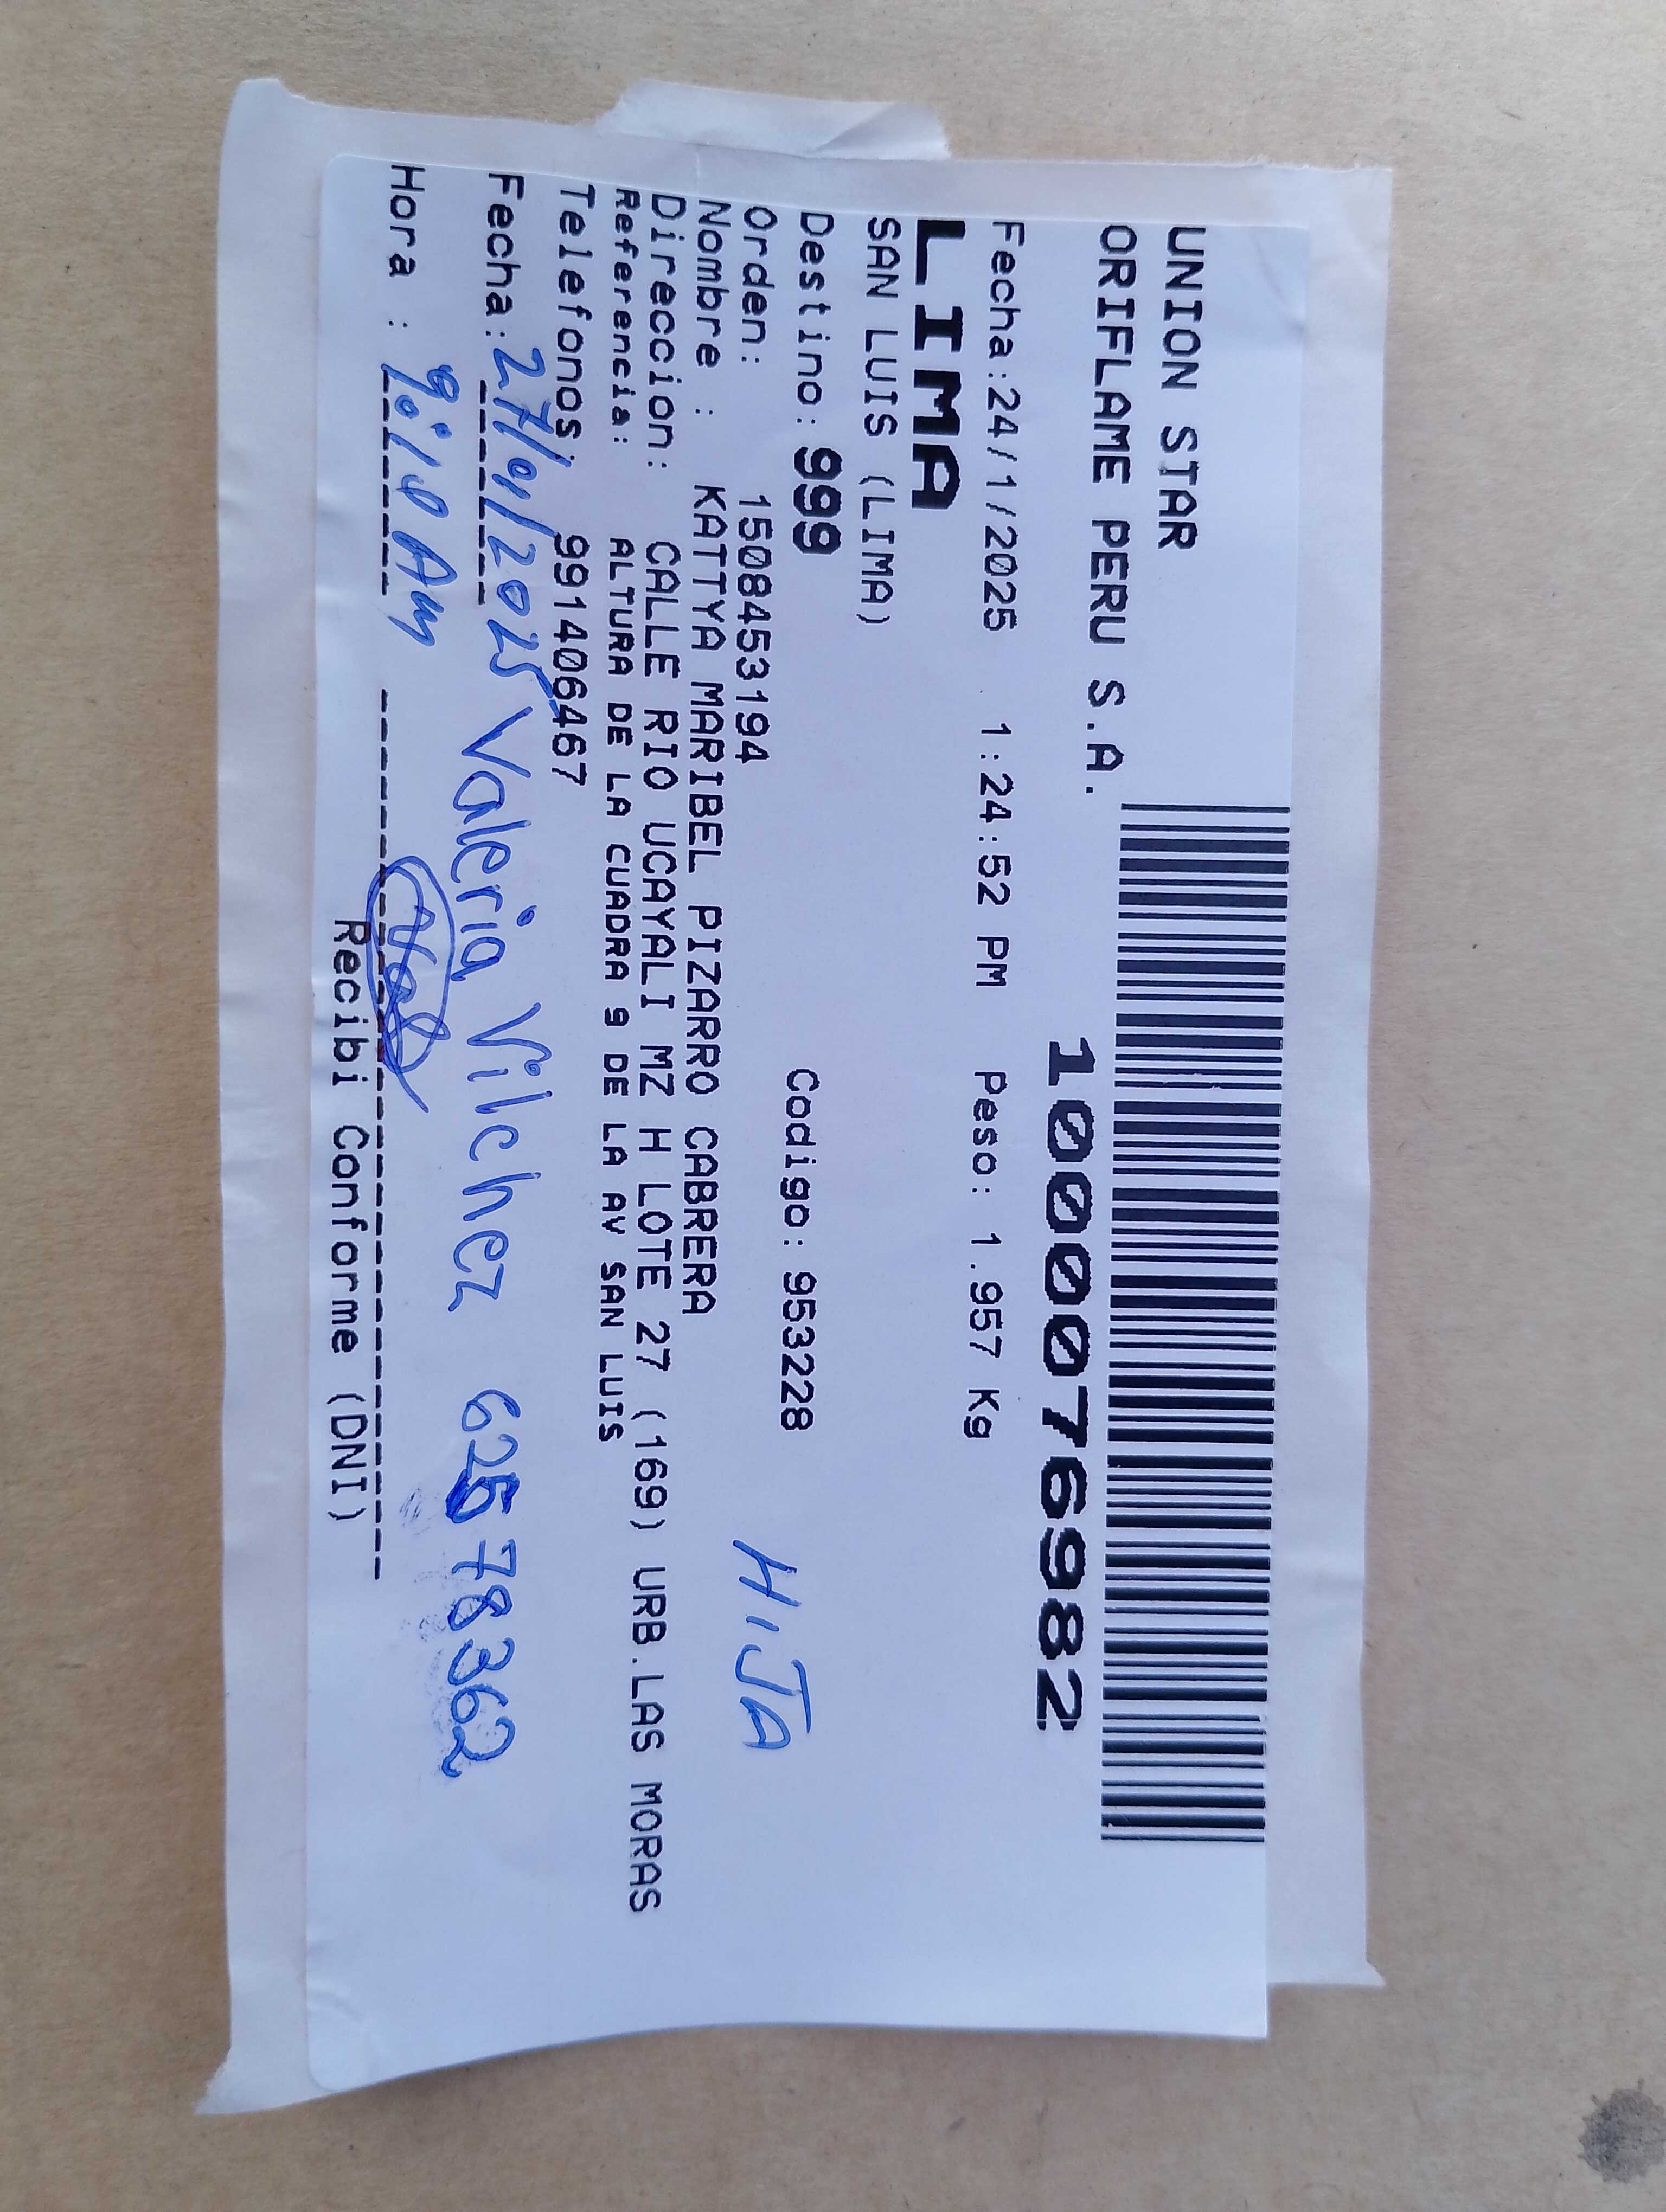 UNION STAR
ORIFLAME PERU S.A.
1000076982
Fecha:24/1/2025 1:24:52 PM Peso: 1.957 Kg
LIMA
SAN LUIS (LIMA)
Destino: 999 Codigo: 953228
HIJA
Orden: 1508453194
Nombre : KATTYA MARIBEL PIZARRO CABRERA
Direccion: CALLE RIO UCAYALI MZ H LOTE 27 (169) URB.LAS MORAS
Referencia: ALTURA DE LA CUADRA 9 DE LA AV SAN LUIS
Telefonos: 991406467
Fecha: 27/01/2025 Valeria Vilchez 62578362
Hora : 9:10 AM
Recibi Conforme (DNI)